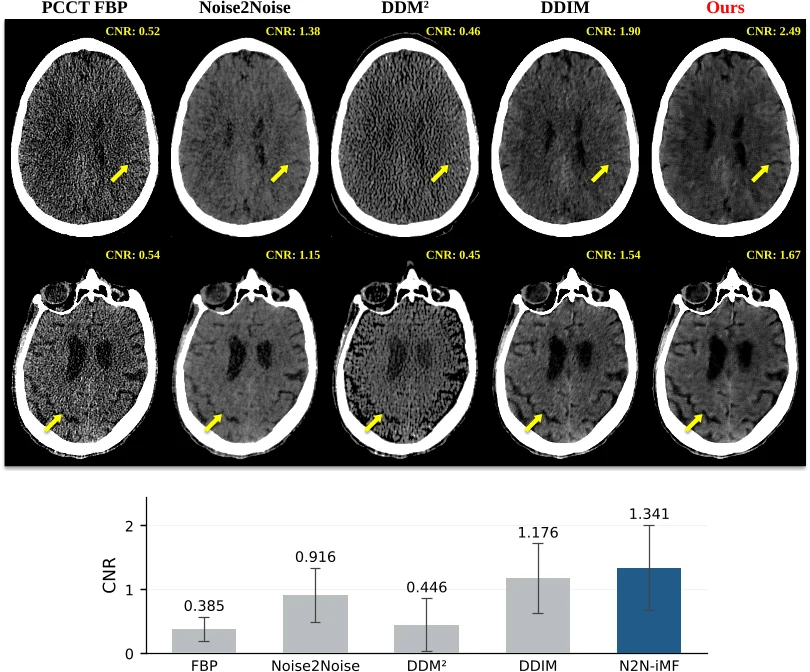 PCCT FBP Noise2Noise DDM² DDIM Ours
CNR: 0.52 CNR: 1.38 CNR: 0.46 CNR: 1.90 CNR: 2.49
CNR: 0.54 CNR: 1.15 CNR: 0.45 CNR: 1.54 CNR: 1.67
CNR
2
1
0
0.385 0.916 0.446 1.176 1.341
FBP Noise2Noise DDM² DDIM N2N-iMF